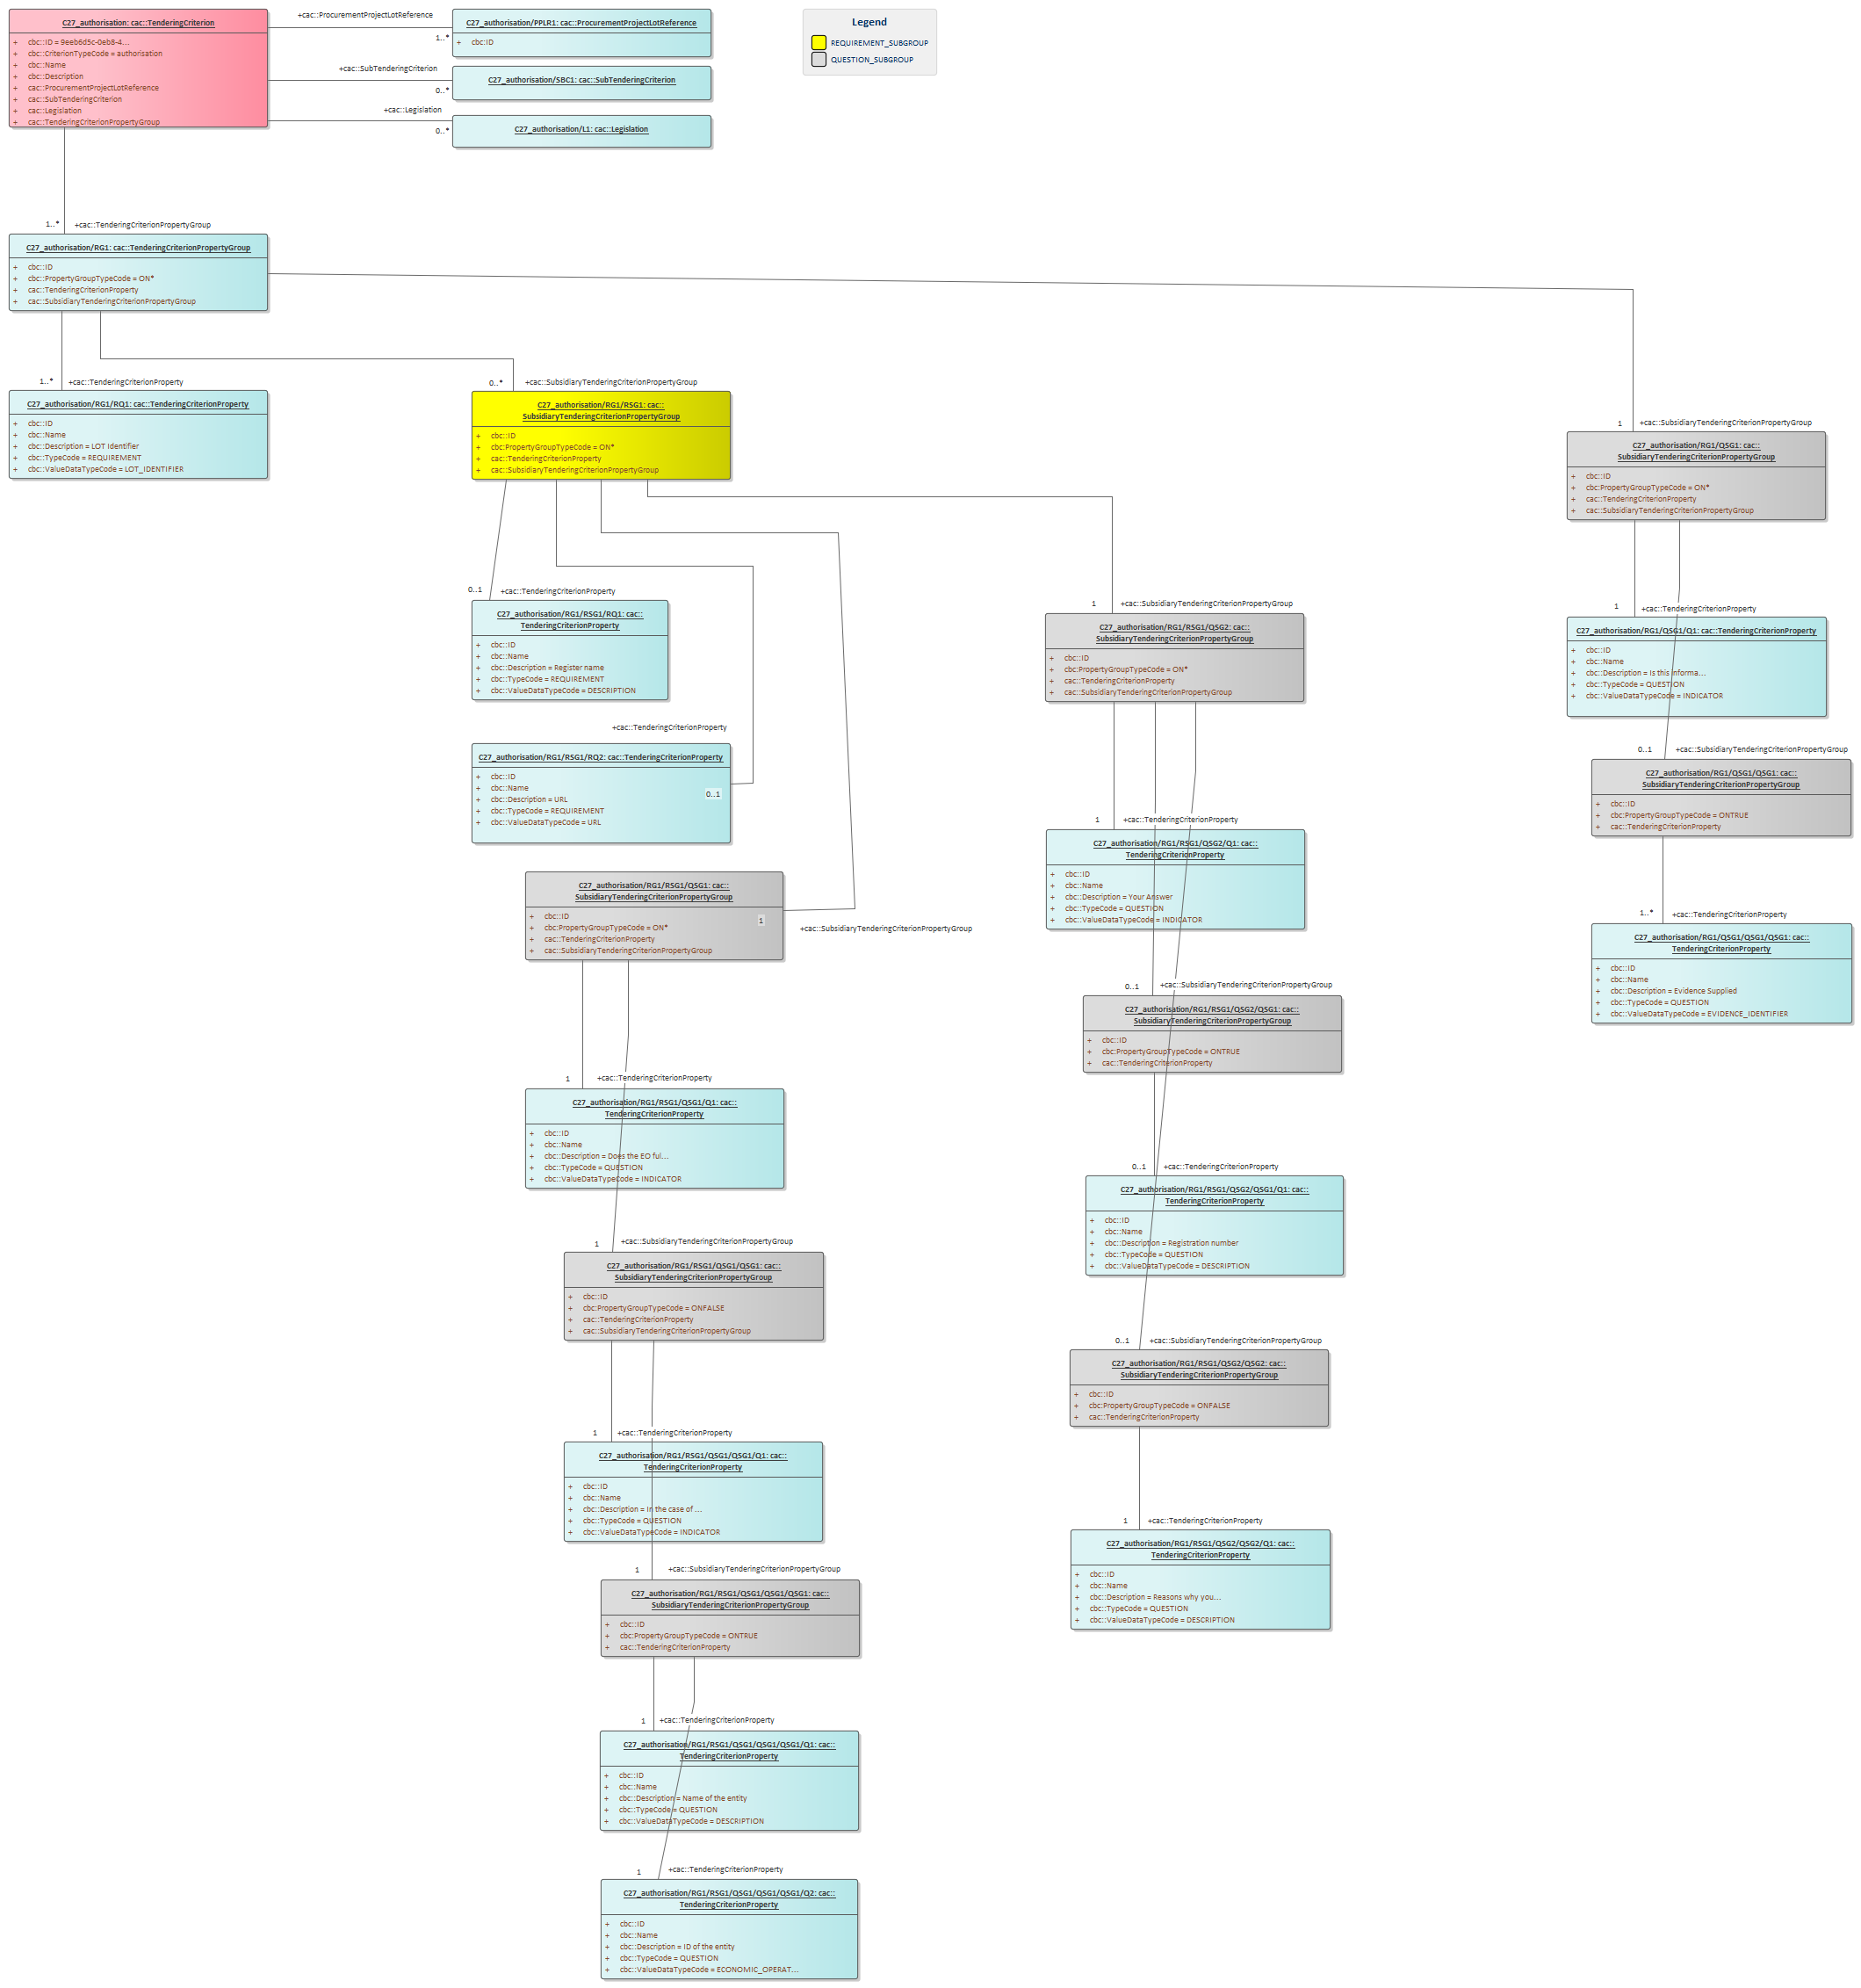 C27_authorisation: cac::TenderingCriterion
+ cbc::ID = 9eeb6d5c-0eb8-4...
+ cbc::CriterionTypeCode = authorisation
+ cbc::Name
+ cbc::Description
+ cac::ProcurementProjectLotReference
+ cac::SubTenderingCriterion
+ cac::Legislation
+ cac::TenderingCriterionPropertyGroup
+cac::ProcurementProjectLotReference
1..*
C27_authorisation/PPLR1: cac::ProcurementProjectLotReference
+ cbc:ID
+cac::SubTenderingCriterion
0..*
C27_authorisation/SBC1: cac::SubTenderingCriterion
+cac::Legislation
0..*
C27_authorisation/L1: cac::Legislation
Legend
REQUIREMENT_SUBGROUP
QUESTION_SUBGROUP
1..* +cac::TenderingCriterionPropertyGroup
C27_authorisation/RG1: cac::TenderingCriterionPropertyGroup
+ cbc::ID
+ cbc::PropertyGroupTypeCode = ON*
+ cac::TenderingCriterionProperty
+ cac::SubsidiaryTenderingCriterionPropertyGroup
1..* +cac::TenderingCriterionProperty
C27_authorisation/RG1/RQ1: cac::TenderingCriterionProperty
+ cbc::ID
+ cbc::Name
+ cbc::Description = LOT Identifier
+ cbc::TypeCode = REQUIREMENT
+ cbc::ValueDataTypeCode = LOT_IDENTIFIER
0..* +cac::SubsidiaryTenderingCriterionPropertyGroup
C27_authorisation/RG1/RSG1: cac::
SubsidiaryTenderingCriterionPropertyGroup
+ cbc::ID
+ cbc:PropertyGroupTypeCode = ON*
+ cac::TenderingCriterionProperty
+ cac::SubsidiaryTenderingCriterionPropertyGroup
0..1 +cac::TenderingCriterionProperty
C27_authorisation/RG1/RSG1/RQ1: cac::
TenderingCriterionProperty
+ cbc::ID
+ cbc::Name
+ cbc::Description = Register name
+ cbc::TypeCode = REQUIREMENT
+ cbc::ValueDataTypeCode = DESCRIPTION
+cac::TenderingCriterionProperty
C27_authorisation/RG1/RSG1/RQ2: cac::TenderingCriterionProperty
+ cbc::ID
+ cbc::Name
+ cbc::Description = URL
+ cbc::TypeCode = REQUIREMENT
+ cbc::ValueDataTypeCode = URL
0..1
C27_authorisation/RG1/RSG1/QSG1: cac::
SubsidiaryTenderingCriterionPropertyGroup
+ cbc::ID
+ cbc:PropertyGroupTypeCode = ON*
+ cac::TenderingCriterionProperty
+ cac::SubsidiaryTenderingCriterionPropertyGroup
1
+cac::SubsidiaryTenderingCriterionPropertyGroup
1 +cac::TenderingCriterionProperty
C27_authorisation/RG1/RSG1/QSG1/Q1: cac::
TenderingCriterionProperty
+ cbc::ID
+ cbc::Name
+ cbc::Description = Does the EO ful...
+ cbc::TypeCode = QUESTION
+ cbc::ValueDataTypeCode = INDICATOR
1 +cac::SubsidiaryTenderingCriterionPropertyGroup
C27_authorisation/RG1/RSG1/QSG1/QSG1: cac::
SubsidiaryTenderingCriterionPropertyGroup
+ cbc::ID
+ cbc:PropertyGroupTypeCode = ONFALSE
+ cac::TenderingCriterionProperty
+ cac::SubsidiaryTenderingCriterionPropertyGroup
1 +cac::TenderingCriterionProperty
C27_authorisation/RG1/RSG1/QSG1/QSG1/Q1: cac::
TenderingCriterionProperty
+ cbc::ID
+ cbc::Name
+ cbc::Description = In the case of ...
+ cbc::TypeCode = QUESTION
+ cbc::ValueDataTypeCode = INDICATOR
1 +cac::SubsidiaryTenderingCriterionPropertyGroup
C27_authorisation/RG1/RSG1/QSG1/QSG1/QSG1: cac::
SubsidiaryTenderingCriterionPropertyGroup
+ cbc::ID
+ cbc:PropertyGroupTypeCode = ONTRUE
+ cac::TenderingCriterionProperty
1 +cac::TenderingCriterionProperty
C27_authorisation/RG1/RSG1/QSG1/QSG1/QSG1/Q1: cac::
TenderingCriterionProperty
+ cbc::ID
+ cbc::Name
+ cbc::Description = Name of the entity
+ cbc::TypeCode = QUESTION
+ cbc::ValueDataTypeCode = DESCRIPTION
1 +cac::TenderingCriterionProperty
C27_authorisation/RG1/RSG1/QSG1/QSG1/QSG1/Q2: cac::
TenderingCriterionProperty
+ cbc::ID
+ cbc::Name
+ cbc::Description = ID of the entity
+ cbc::TypeCode = QUESTION
+ cbc::ValueDataTypeCode = ECONOMIC_OPERAT...
1 +cac::SubsidiaryTenderingCriterionPropertyGroup
C27_authorisation/RG1/RSG1/QSG2: cac::
SubsidiaryTenderingCriterionPropertyGroup
+ cbc::ID
+ cbc:PropertyGroupTypeCode = ON*
+ cac::TenderingCriterionProperty
+ cac::SubsidiaryTenderingCriterionPropertyGroup
1 +cac::TenderingCriterionProperty
C27_authorisation/RG1/RSG1/QSG2/Q1: cac::
TenderingCriterionProperty
+ cbc::ID
+ cbc::Name
+ cbc::Description = Your Answer
+ cbc::TypeCode = QUESTION
+ cbc::ValueDataTypeCode = INDICATOR
0..1 +cac::SubsidiaryTenderingCriterionPropertyGroup
C27_authorisation/RG1/RSG1/QSG2/QSG1: cac::
SubsidiaryTenderingCriterionPropertyGroup
+ cbc::ID
+ cbc:PropertyGroupTypeCode = ONTRUE
+ cac::TenderingCriterionProperty
0..1 +cac::TenderingCriterionProperty
C27_authorisation/RG1/RSG1/QSG2/QSG1/Q1: cac::
TenderingCriterionProperty
+ cbc::ID
+ cbc::Name
+ cbc::Description = Registration number
+ cbc::TypeCode = QUESTION
+ cbc::ValueDataTypeCode = DESCRIPTION
0..1 +cac::SubsidiaryTenderingCriterionPropertyGroup
C27_authorisation/RG1/RSG1/QSG2/QSG2: cac::
SubsidiaryTenderingCriterionPropertyGroup
+ cbc::ID
+ cbc:PropertyGroupTypeCode = ONFALSE
+ cac::TenderingCriterionProperty
1 +cac::TenderingCriterionProperty
C27_authorisation/RG1/RSG1/QSG2/QSG2/Q1: cac::
TenderingCriterionProperty
+ cbc::ID
+ cbc::Name
+ cbc::Description = Reasons why you...
+ cbc::TypeCode = QUESTION
+ cbc::ValueDataTypeCode = DESCRIPTION
1 +cac::SubsidiaryTenderingCriterionPropertyGroup
C27_authorisation/RG1/QSG1: cac::
SubsidiaryTenderingCriterionPropertyGroup
+ cbc::ID
+ cbc:PropertyGroupTypeCode = ON*
+ cac::TenderingCriterionProperty
+ cac::SubsidiaryTenderingCriterionPropertyGroup
1 +cac::TenderingCriterionProperty
C27_authorisation/RG1/QSG1/Q1: cac::TenderingCriterionProperty
+ cbc::ID
+ cbc::Name
+ cbc::Description = Is this informa...
+ cbc::TypeCode = QUESTION
+ cbc::ValueDataTypeCode = INDICATOR
0..1 +cac::SubsidiaryTenderingCriterionPropertyGroup
C27_authorisation/RG1/QSG1/QSG1: cac::
SubsidiaryTenderingCriterionPropertyGroup
+ cbc::ID
+ cbc:PropertyGroupTypeCode = ONTRUE
+ cac::TenderingCriterionProperty
1..* +cac::TenderingCriterionProperty
C27_authorisation/RG1/QSG1/QSG1/QSG1: cac::
TenderingCriterionProperty
+ cbc::ID
+ cbc::Name
+ cbc::Description = Evidence Supplied
+ cbc::TypeCode = QUESTION
+ cbc::ValueDataTypeCode = EVIDENCE_IDENTIFIER